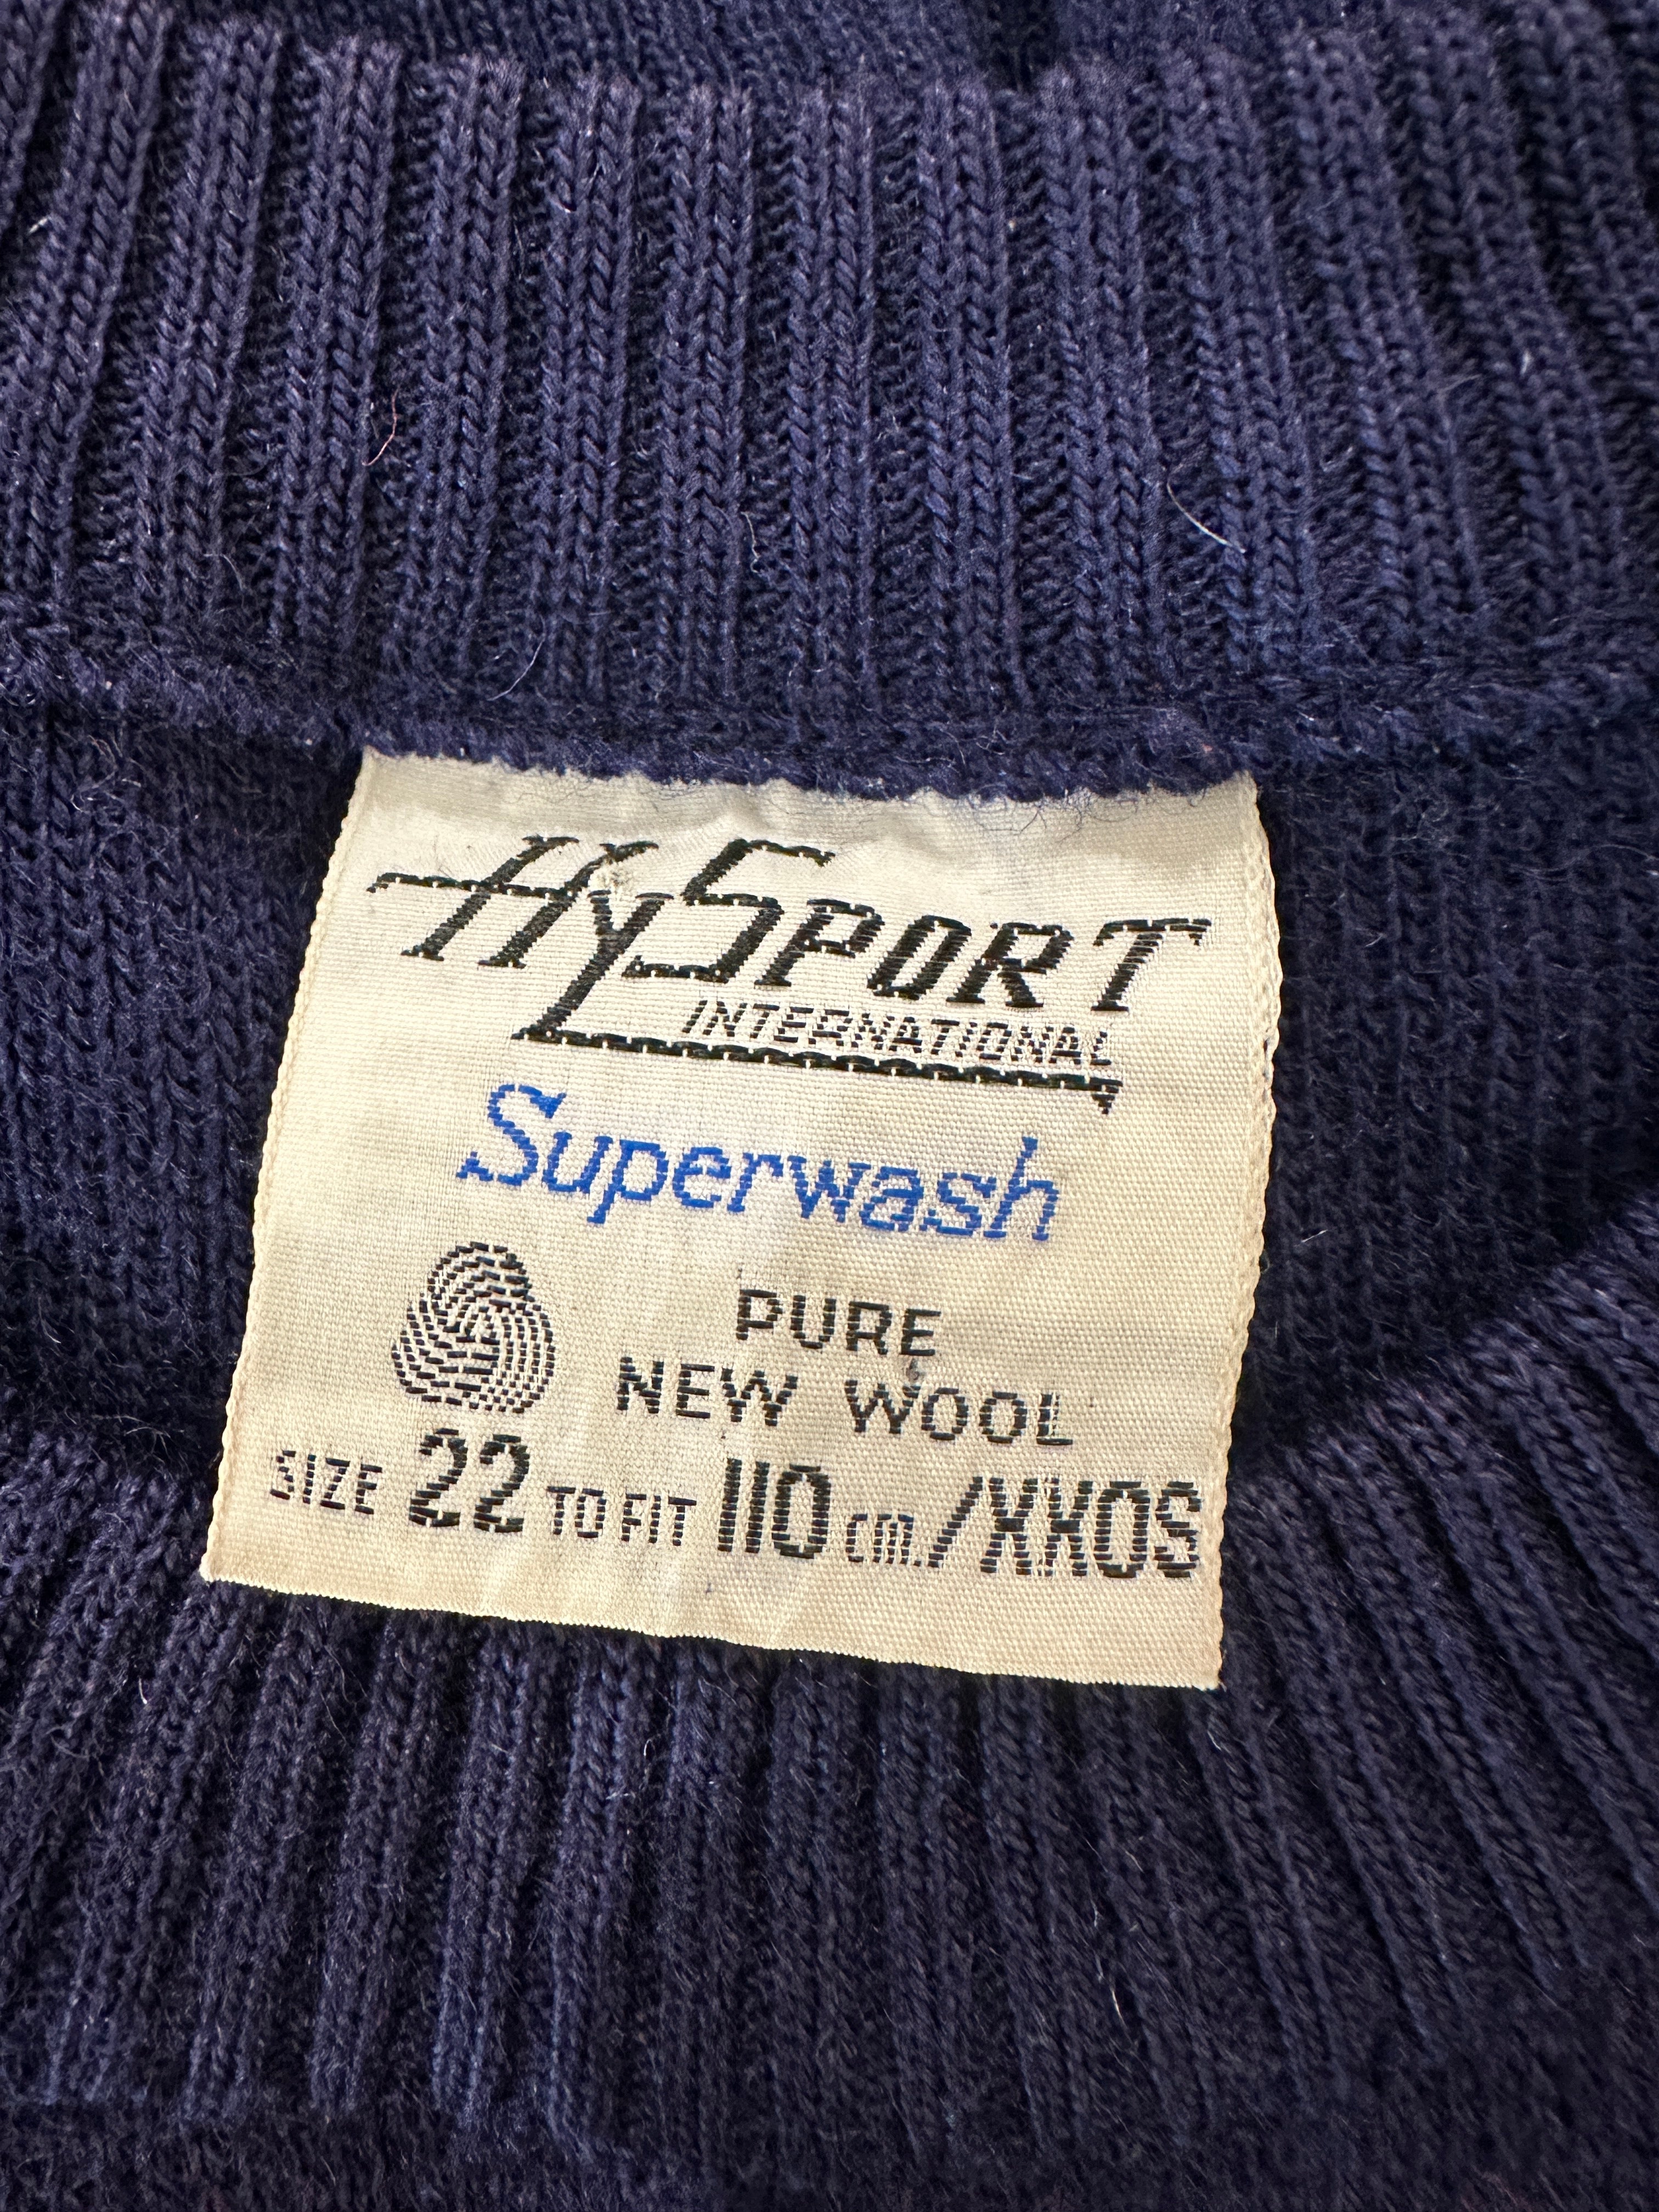 HySPORT
INTERNATIONAL
Superwash
PURE
NEW WOOL
SIZE 22 TO FIT 110 cm./XXOS